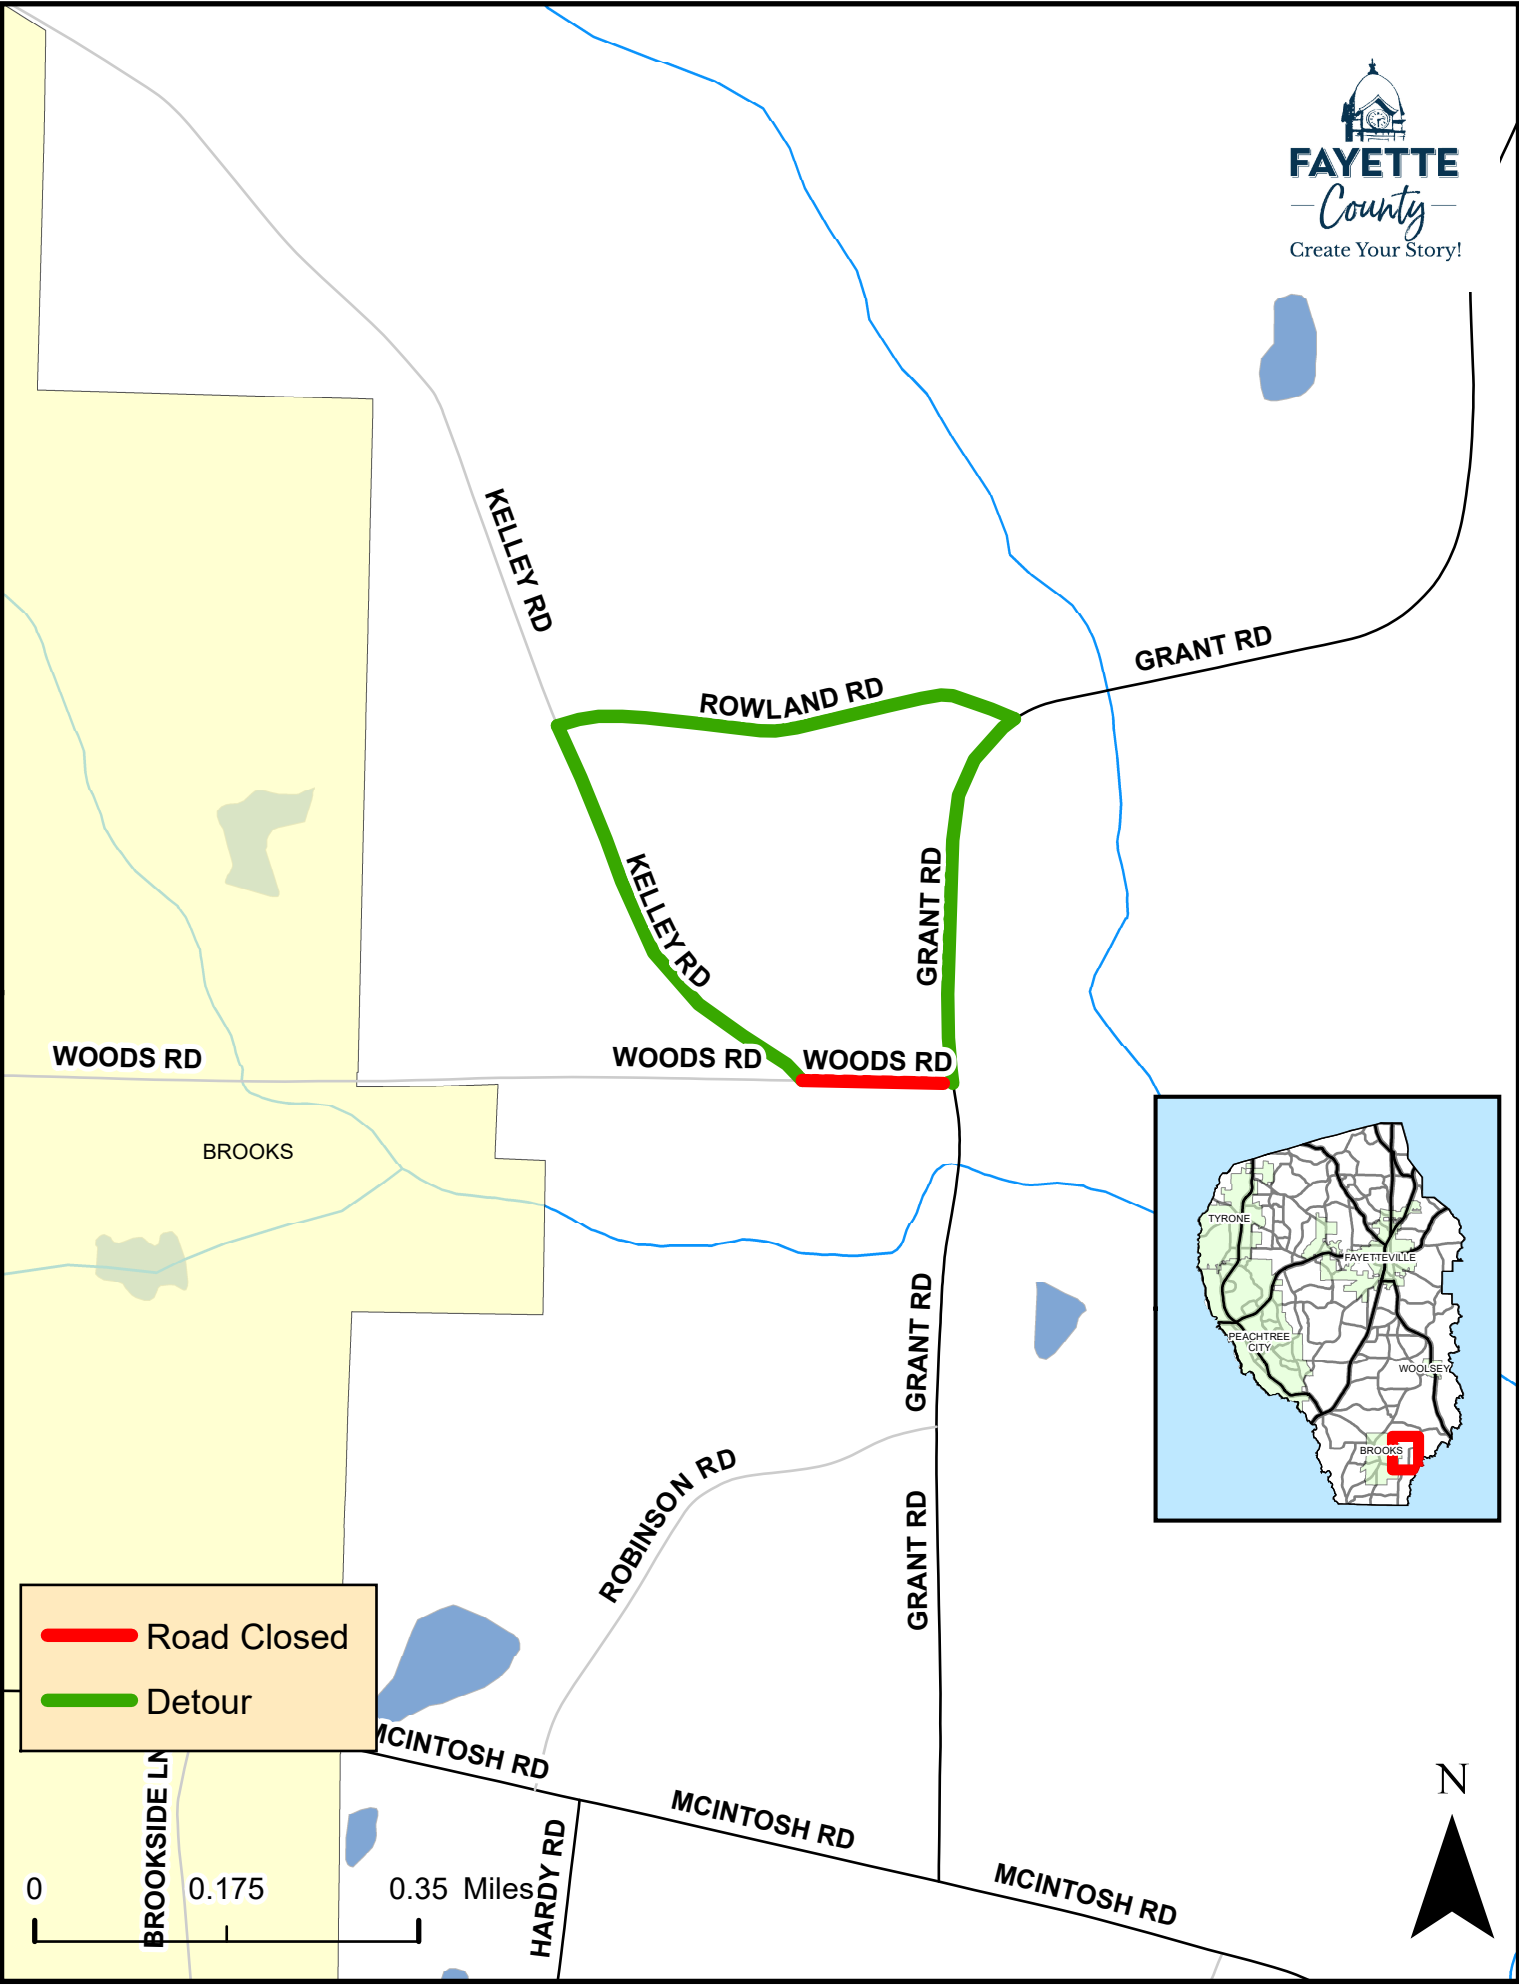 FAYETTE
County
Create Your Story!
KELLEY RD
GRANT RD
ROWLAND RD
KELLEY RD
GRANT RD
WOODS RD
WOODS RD
WOODS RD
BROOKS
TYRONE
FAYETTEVILLE
PEACHTREE
CITY
WOOLSEY
BROOKS
GRANT RD
ROBINSON RD
GRANT RD
Road Closed
Detour
MCINTOSH RD
MCINTOSH RD
MCINTOSH RD
BROOKSIDE LN
HARDY RD
0 0.175 0.35 Miles
N